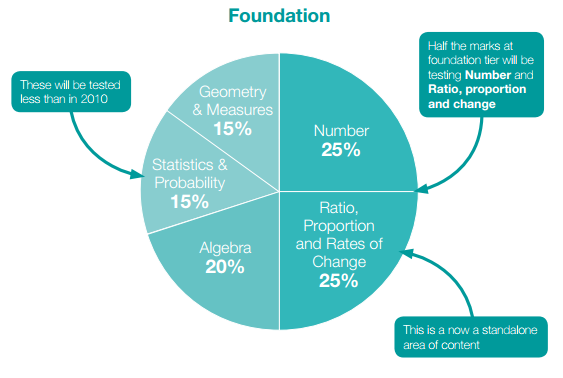 Foundation
These will be tested
less than in 2010
Half the marks at
foundation tier will be
testing Number and
Ratio, proportion
and change
Geometry
& Measures
15%
Number
25%
Statistics &
Probability
15%
Ratio,
Proportion
and Rates of
Change
25%
Algebra
20%
This is a now a standalone
area of content